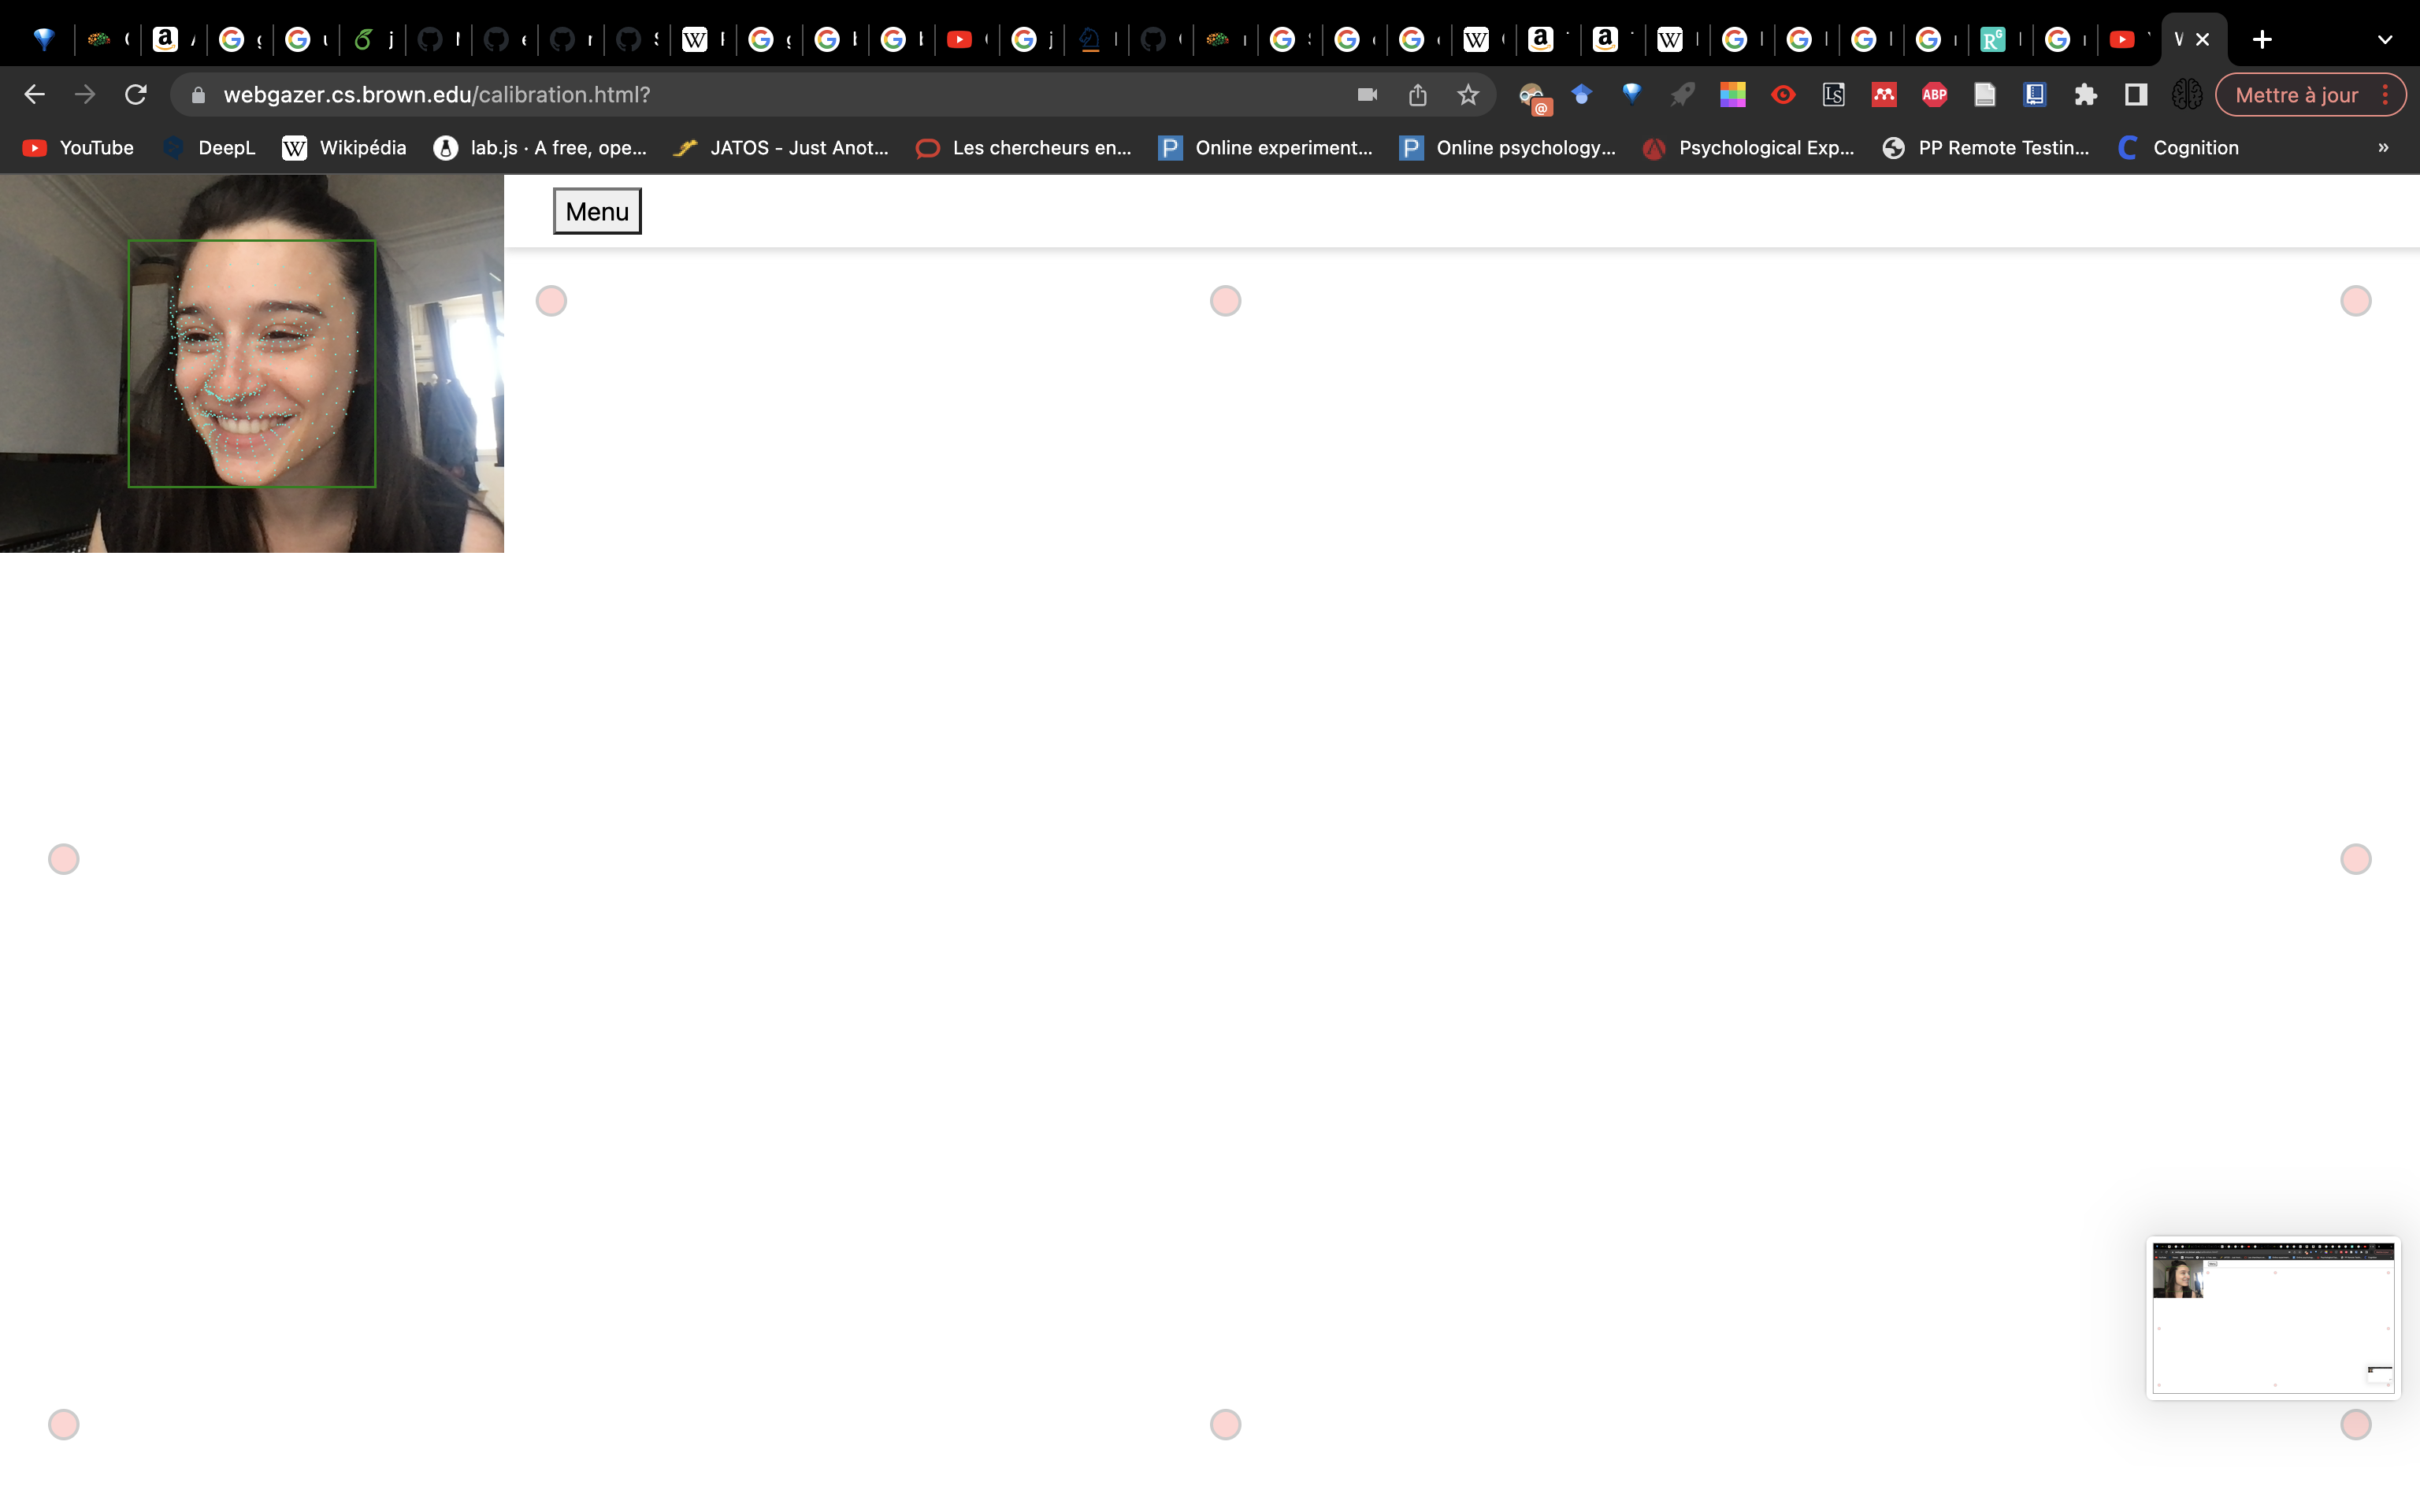 webgazer.cs.brown.edu/calibration.html?
ABP
Mettre à jour
YouTube
DeepL
Wikipédia
lab.js · A free, ope...
JATOS - Just Anot...
Les chercheurs en...
Online experiment...
Online psychology...
Psychological Exp...
PP Remote Testin...
Cognition
»
Menu